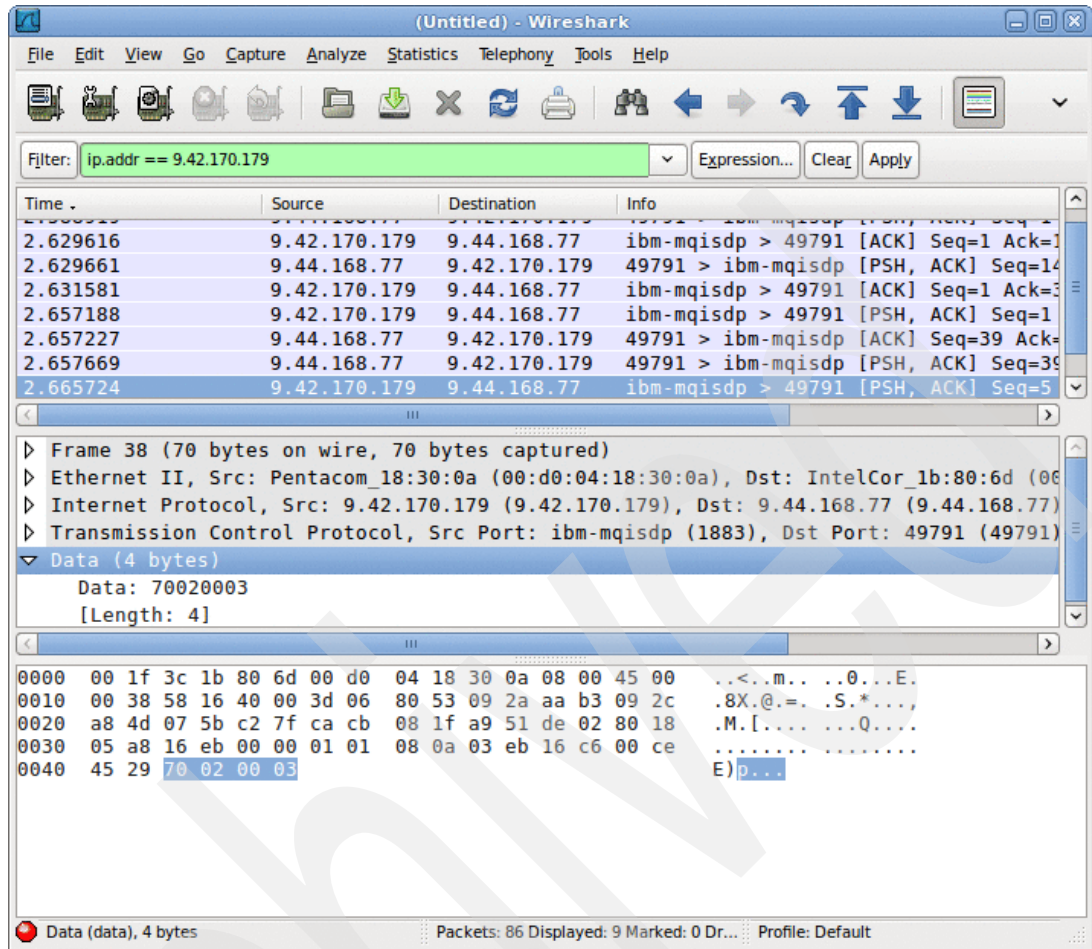 (Untitled) - Wireshark
File Edit View Go Capture Analyze Statistics Telephony Tools Help
Filter: ip.addr == 9.42.170.179 Expression... Clear Apply
Time Source Destination Info
2.629616 9.42.170.179 9.44.168.77 ibm-mqisdp > 49791 [ACK] Seq=1 Ack=1
2.629661 9.44.168.77 9.42.170.179 49791 > ibm-mqisdp [PSH, ACK] Seq=14
2.631581 9.42.170.179 9.44.168.77 ibm-mqisdp > 49791 [ACK] Seq=1 Ack=3
2.657188 9.42.170.179 9.44.168.77 ibm-mqisdp > 49791 [PSH, ACK] Seq=1
2.657227 9.44.168.77 9.42.170.179 49791 > ibm-mqisdp [ACK] Seq=39 Ack=
2.657669 9.44.168.77 9.42.170.179 49791 > ibm-mqisdp [PSH, ACK] Seq=39
2.665724 9.42.170.179 9.44.168.77 ibm-mqisdp > 49791 [PSH, ACK] Seq=5
Frame 38 (70 bytes on wire, 70 bytes captured)
Ethernet II, Src: Pentacom_18:30:0a (00:d0:04:18:30:0a), Dst: IntelCor_1b:80:6d (00
Internet Protocol, Src: 9.42.170.179 (9.42.170.179), Dst: 9.44.168.77 (9.44.168.77)
Transmission Control Protocol, Src Port: ibm-mqisdp (1883), Dst Port: 49791 (49791)
Data (4 bytes)
Data: 70020003
[Length: 4]
0000 00 1f 3c 1b 80 6d 00 d0 04 18 30 0a 08 00 45 00 ..<..m.. ..0...E.
0010 00 38 58 16 40 00 3d 06 80 53 09 2a aa b3 09 2c .8X.@.=. .S.*...,
0020 a8 4d 07 5b c2 7f ca cb 08 1f a9 51 de 02 80 18 .M.[.... ...Q....
0030 05 a8 16 eb 00 00 01 01 08 0a 03 eb 16 c6 00 ce ........ ........
0040 45 29 70 02 00 03 E)p...
Data (data), 4 bytes Packets: 86 Displayed: 9 Marked: 0 Dr... Profile: Default